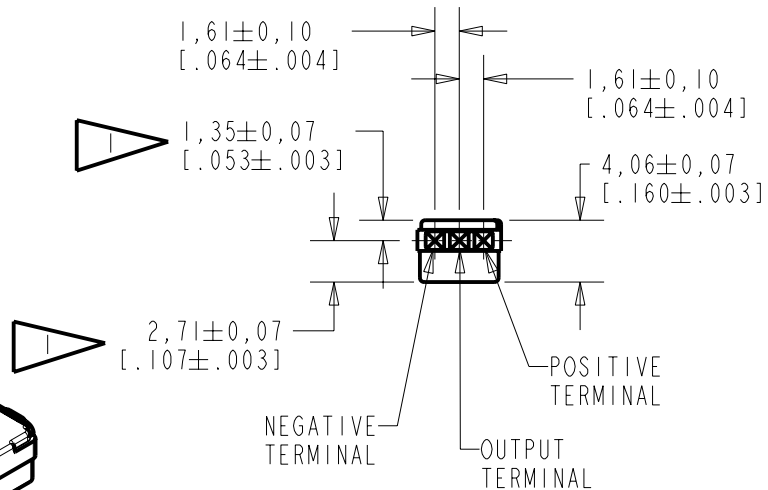 1,61±0,10
[.064±.004]
1,61±0,10
[.064±.004]
1
1,35±0,07
[.053±.003]
4,06±0,07
[.160±.003]
1
2,71±0,07
[.107±.003]
POSITIVE
TERMINAL
NEGATIVE
TERMINAL
OUTPUT
TERMINAL